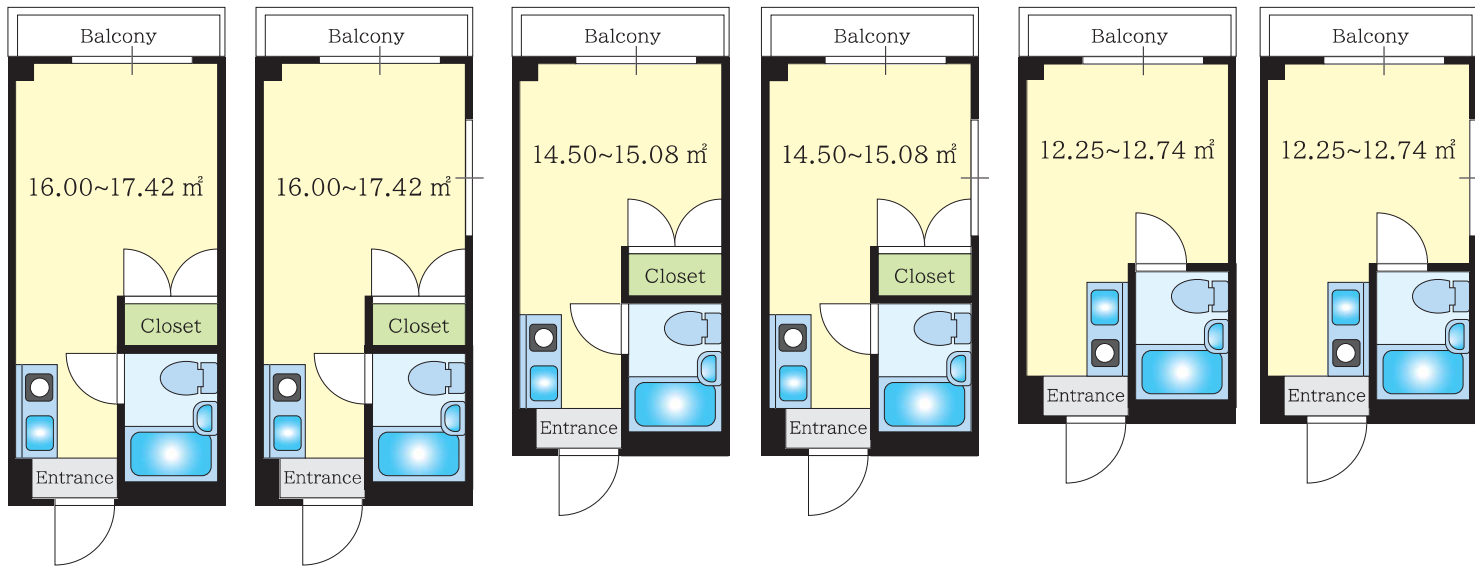 Balcony
Balcony
Balcony
Balcony
Balcony
Balcony
16.00~17.42 ㎡
16.00~17.42 ㎡
14.50~15.08 ㎡
14.50~15.08 ㎡
12.25~12.74 ㎡
12.25~12.74 ㎡
Closet
Closet
Closet
Closet
Entrance
Entrance
Entrance
Entrance
Entrance
Entrance